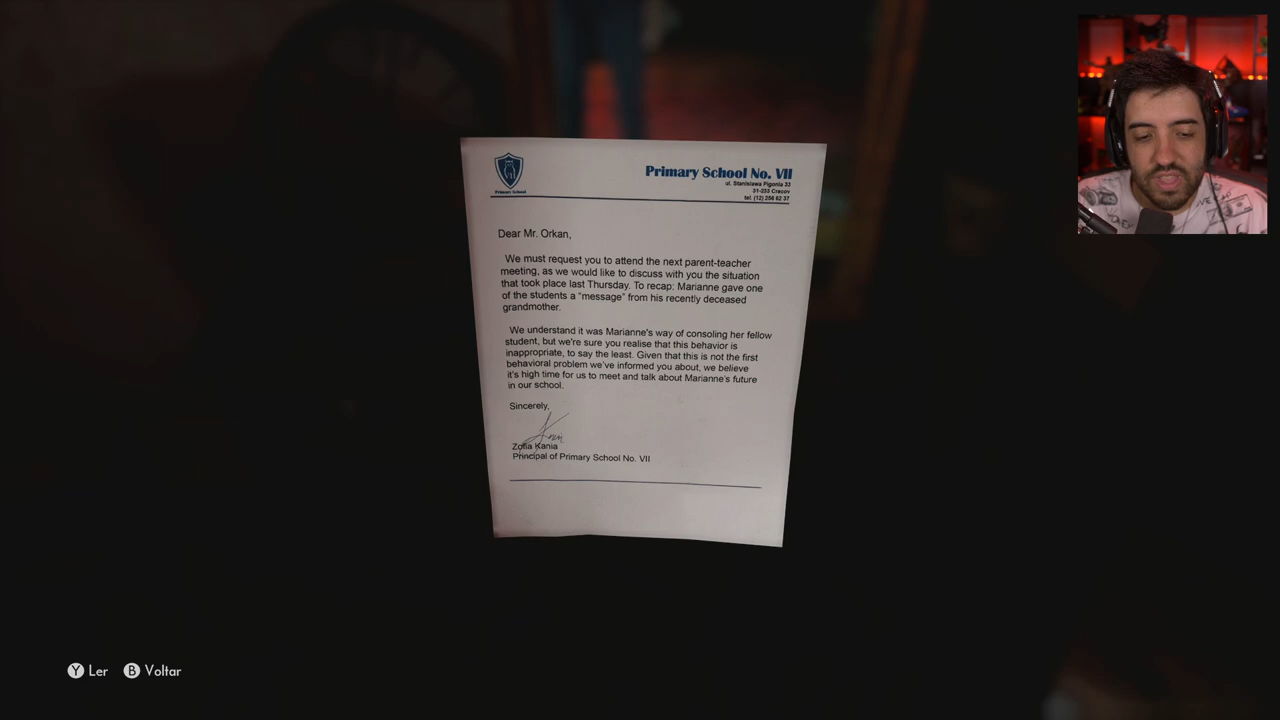 Primary School No. VII
ul. Stanisława Pigonia 33
31-233 Cracov
tel. (12) 256 62 37
Primary School
Dear Mr. Orkan,
We must request you to attend the next parent-teacher
meeting, as we would like to discuss with you the situation
that took place last Thursday. To recap: Marianne gave one
of the students a "message" from his recently deceased
grandmother.
We understand it was Marianne's way of consoling her fellow
student, but we're sure you realise that this behavior is
inappropriate, to say the least. Given that this is not the first
behavioral problem we've informed you about, we believe
it's high time for us to meet and talk about Marianne's future
in our school.
Sincerely,
Zofia Kania
Principal of Primary School No. VII
Y Ler B Voltar